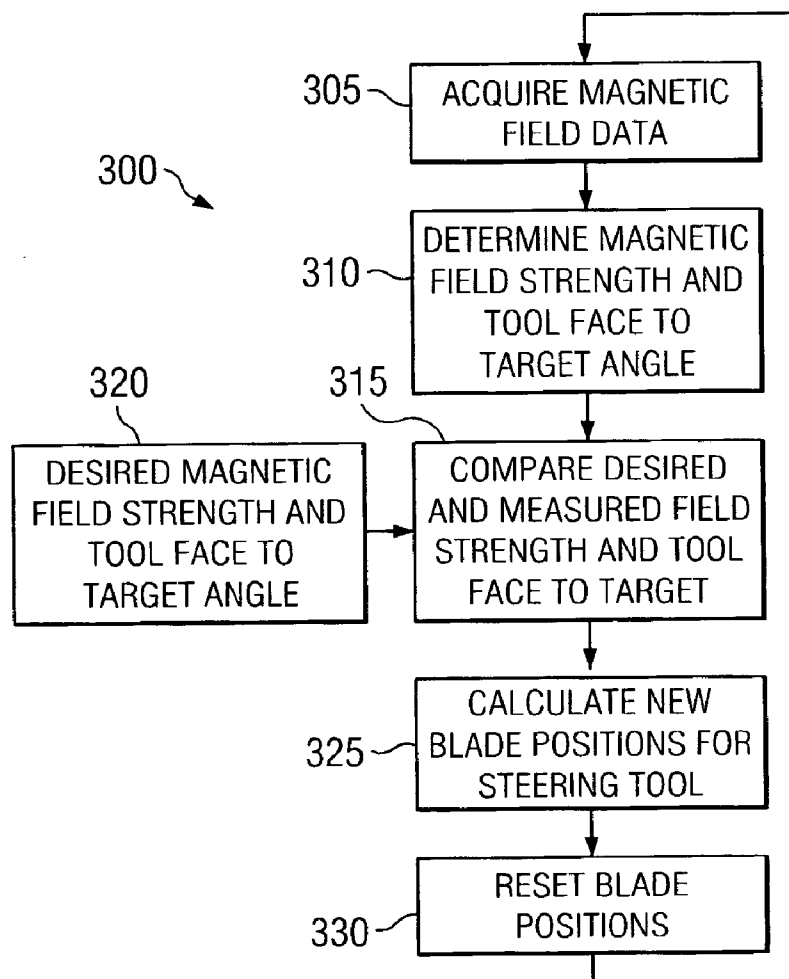 305
ACQUIRE MAGNETIC
FIELD DATA
300
310
DETERMINE MAGNETIC
FIELD STRENGTH AND
TOOL FACE TO
TARGET ANGLE
320
DESIRED MAGNETIC
FIELD STRENGTH AND
TOOL FACE TO
TARGET ANGLE
315
COMPARE DESIRED
AND MEASURED FIELD
STRENGTH AND TOOL
FACE TO TARGET
325
CALCULATE NEW
BLADE POSITIONS FOR
STEERING TOOL
330
RESET BLADE
POSITIONS